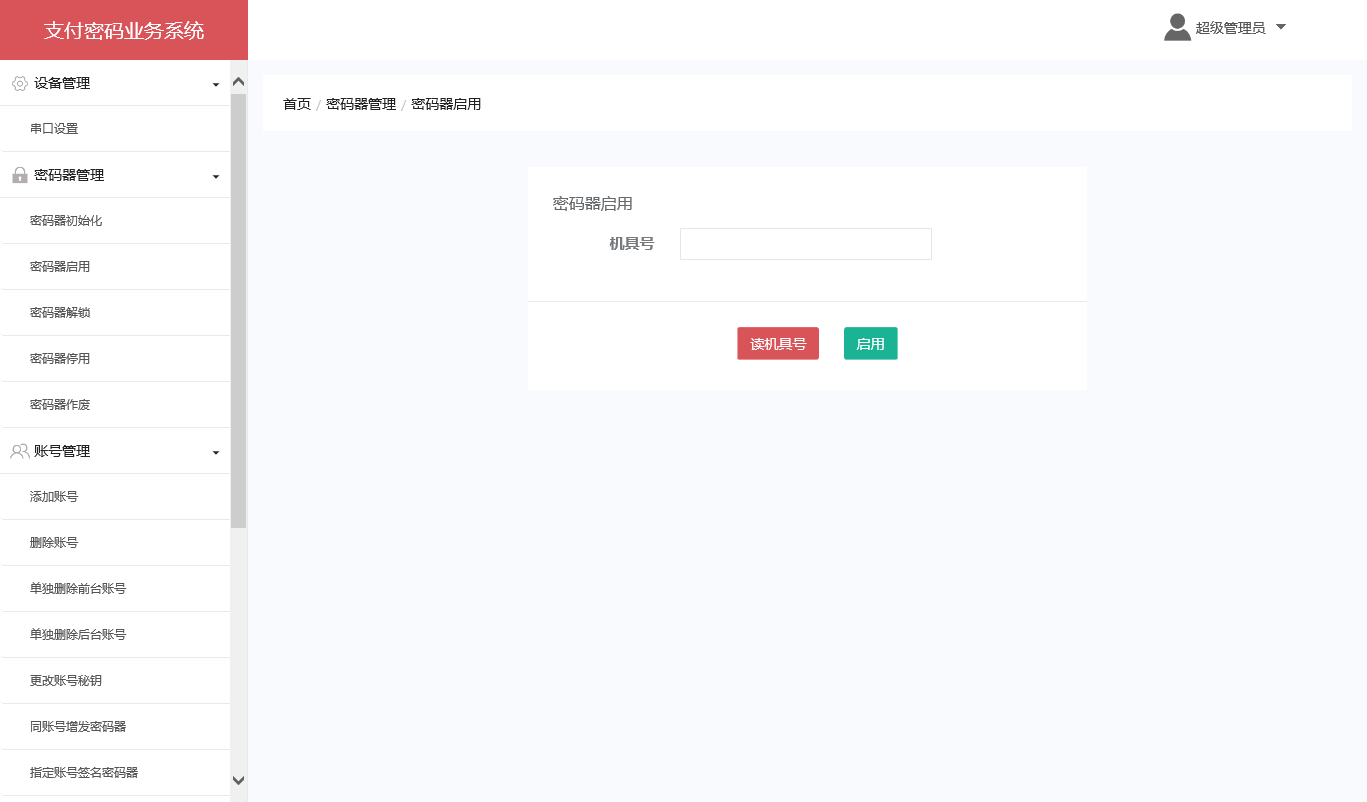 支付密码业务系统
超级管理员
设备管理
串口设置
密码器管理
密码器初始化
密码器启用
密码器解锁
密码器停用
密码器作废
账号管理
添加账号
删除账号
单独删除前台账号
单独删除后台账号
更改账号秘钥
同账号增发密码器
指定账号签名密码器
首页 / 密码器管理 / 密码器启用
密码器启用
机具号
读机具号 启用